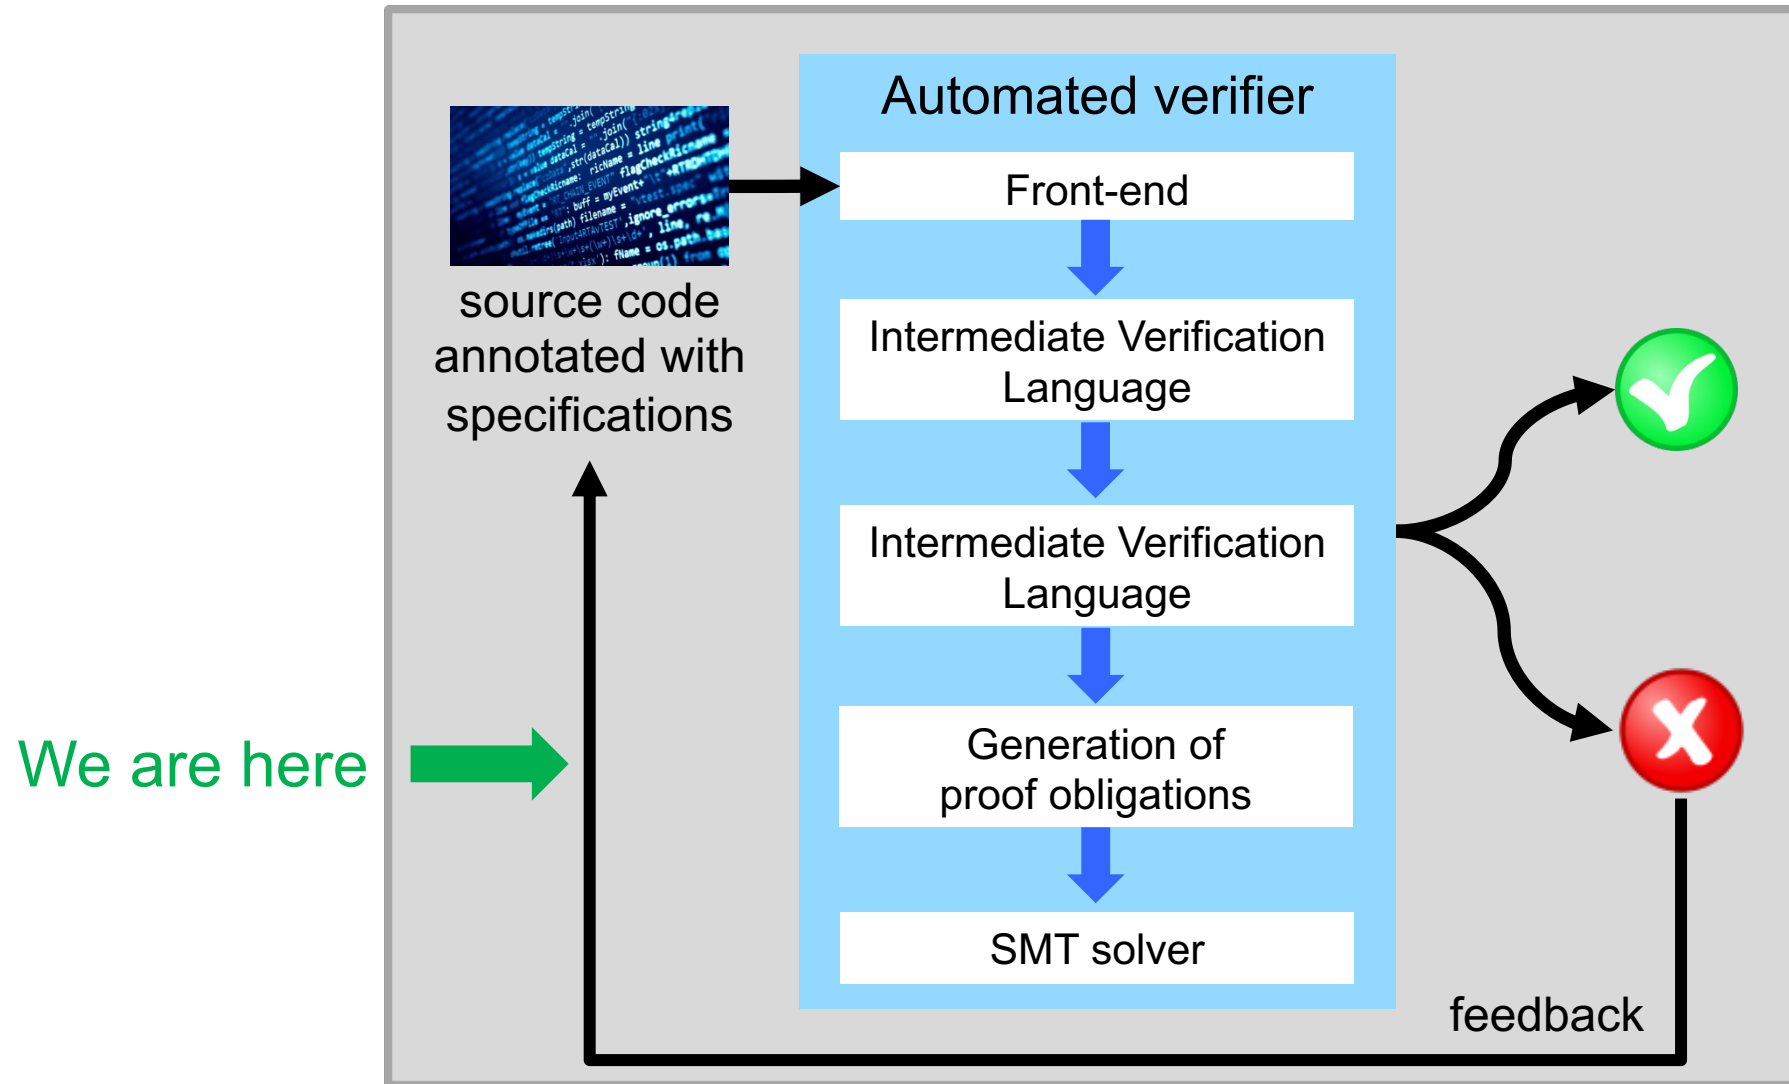 Automated verifier
Front-end
source code
annotated with
specifications
Intermediate Verification
Language
Intermediate Verification
Language
We are here
Generation of
proof obligations
SMT solver
feedback